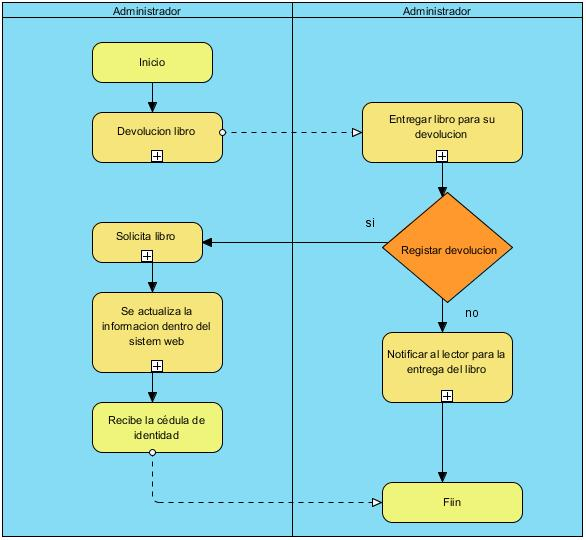 Administrador
Administrador
Inicio
Devolucion libro
Entregar libro para su
devolucion
si
Solicita libro
Registar devolucion
no
Se actualiza la
informacion dentro del
sistem web
Notificar al lector para la
entrega del libro
Recibe la cédula de
identidad
Fiin